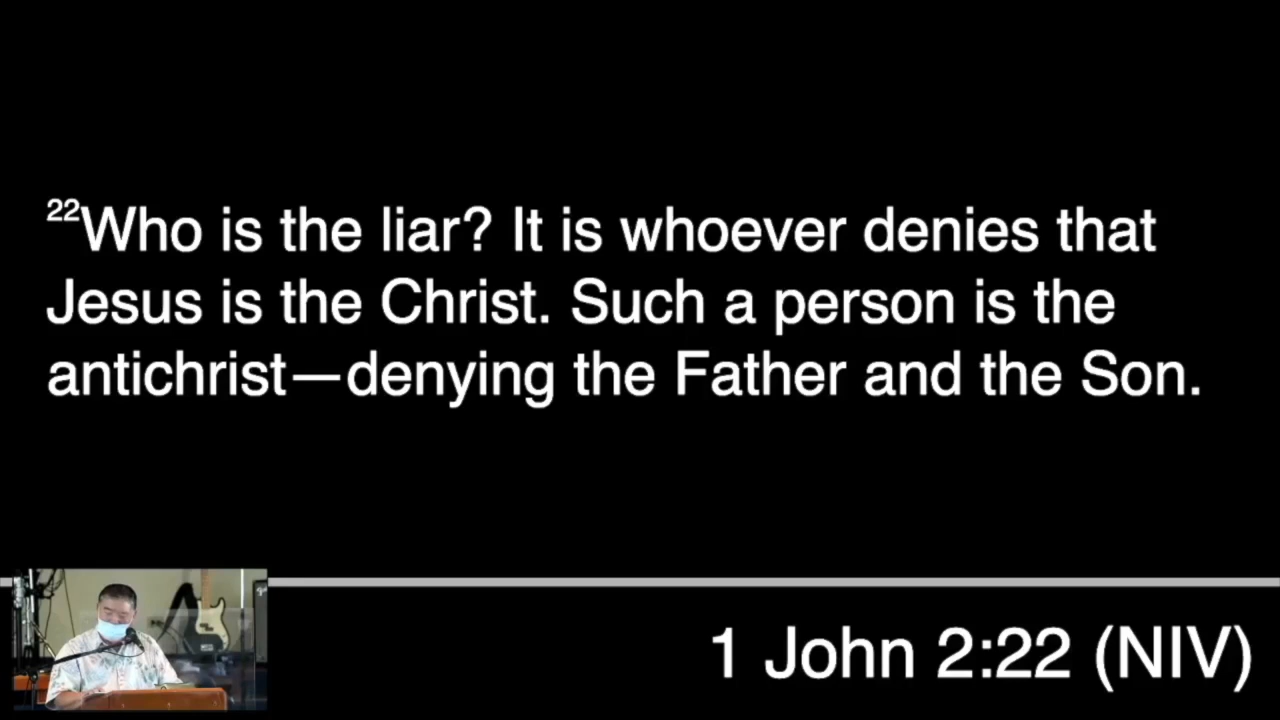 22Who is the liar? It is whoever denies that
Jesus is the Christ. Such a person is the
antichrist—denying the Father and the Son.
1 John 2:22 (NIV)